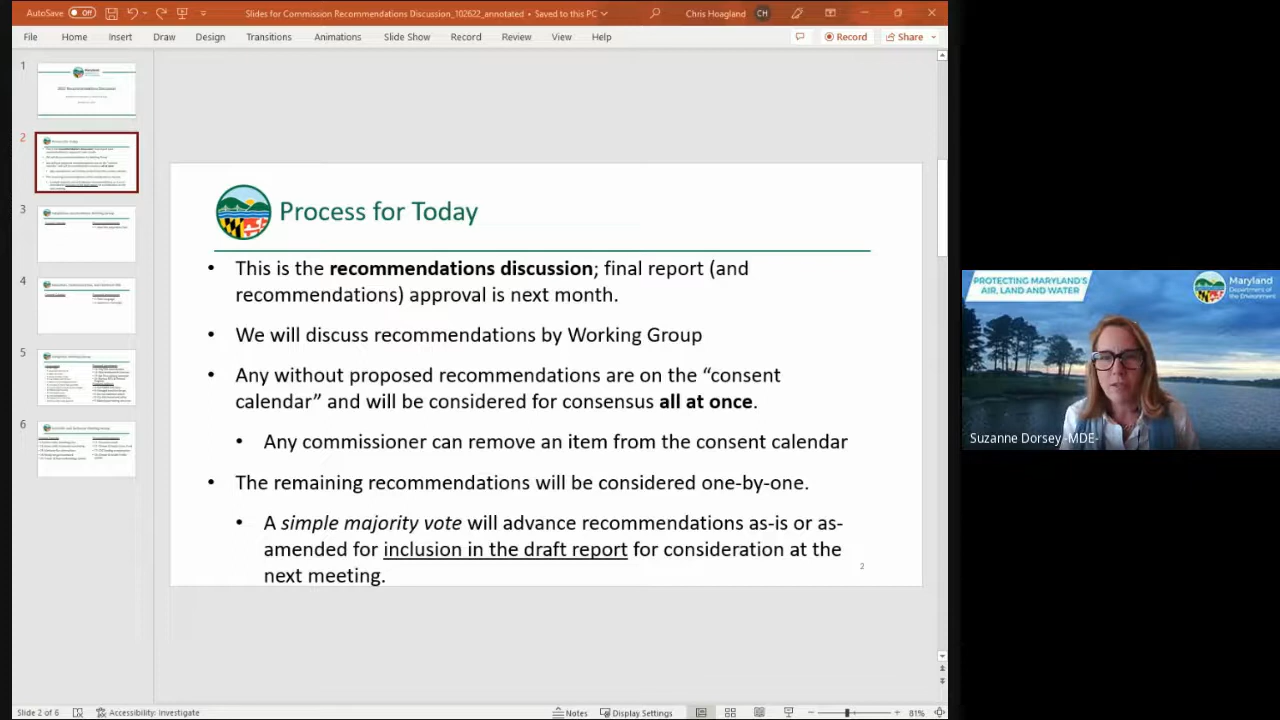 AutoSave Off Slides for Commission Recommendations Discussion_102622_annotated • Saved to this PC Chris Hoagland CH
File Home Insert Draw Design Transitions Animations Slide Show Record Review View Help Record Share
1
2
3
4
5
6
Process for Today
• This is the recommendations discussion; final report (and
recommendations) approval is next month.
• We will discuss recommendations by Working Group
• Any without proposed recommendations are on the “consent
calendar” and will be considered for consensus all at once.
• Any commissioner can remove an item from the consent calendar
• The remaining recommendations will be considered one-by-one.
• A simple majority vote will advance recommendations as-is or as-
amended for inclusion in the draft report for consideration at the
next meeting.
2
PROTECTING MARYLAND'S
AIR, LAND AND WATER
Maryland
Department of
the Environment
Suzanne Dorsey -MDE-
Slide 2 of 6 Accessibility: Investigate Notes Display Settings 81%